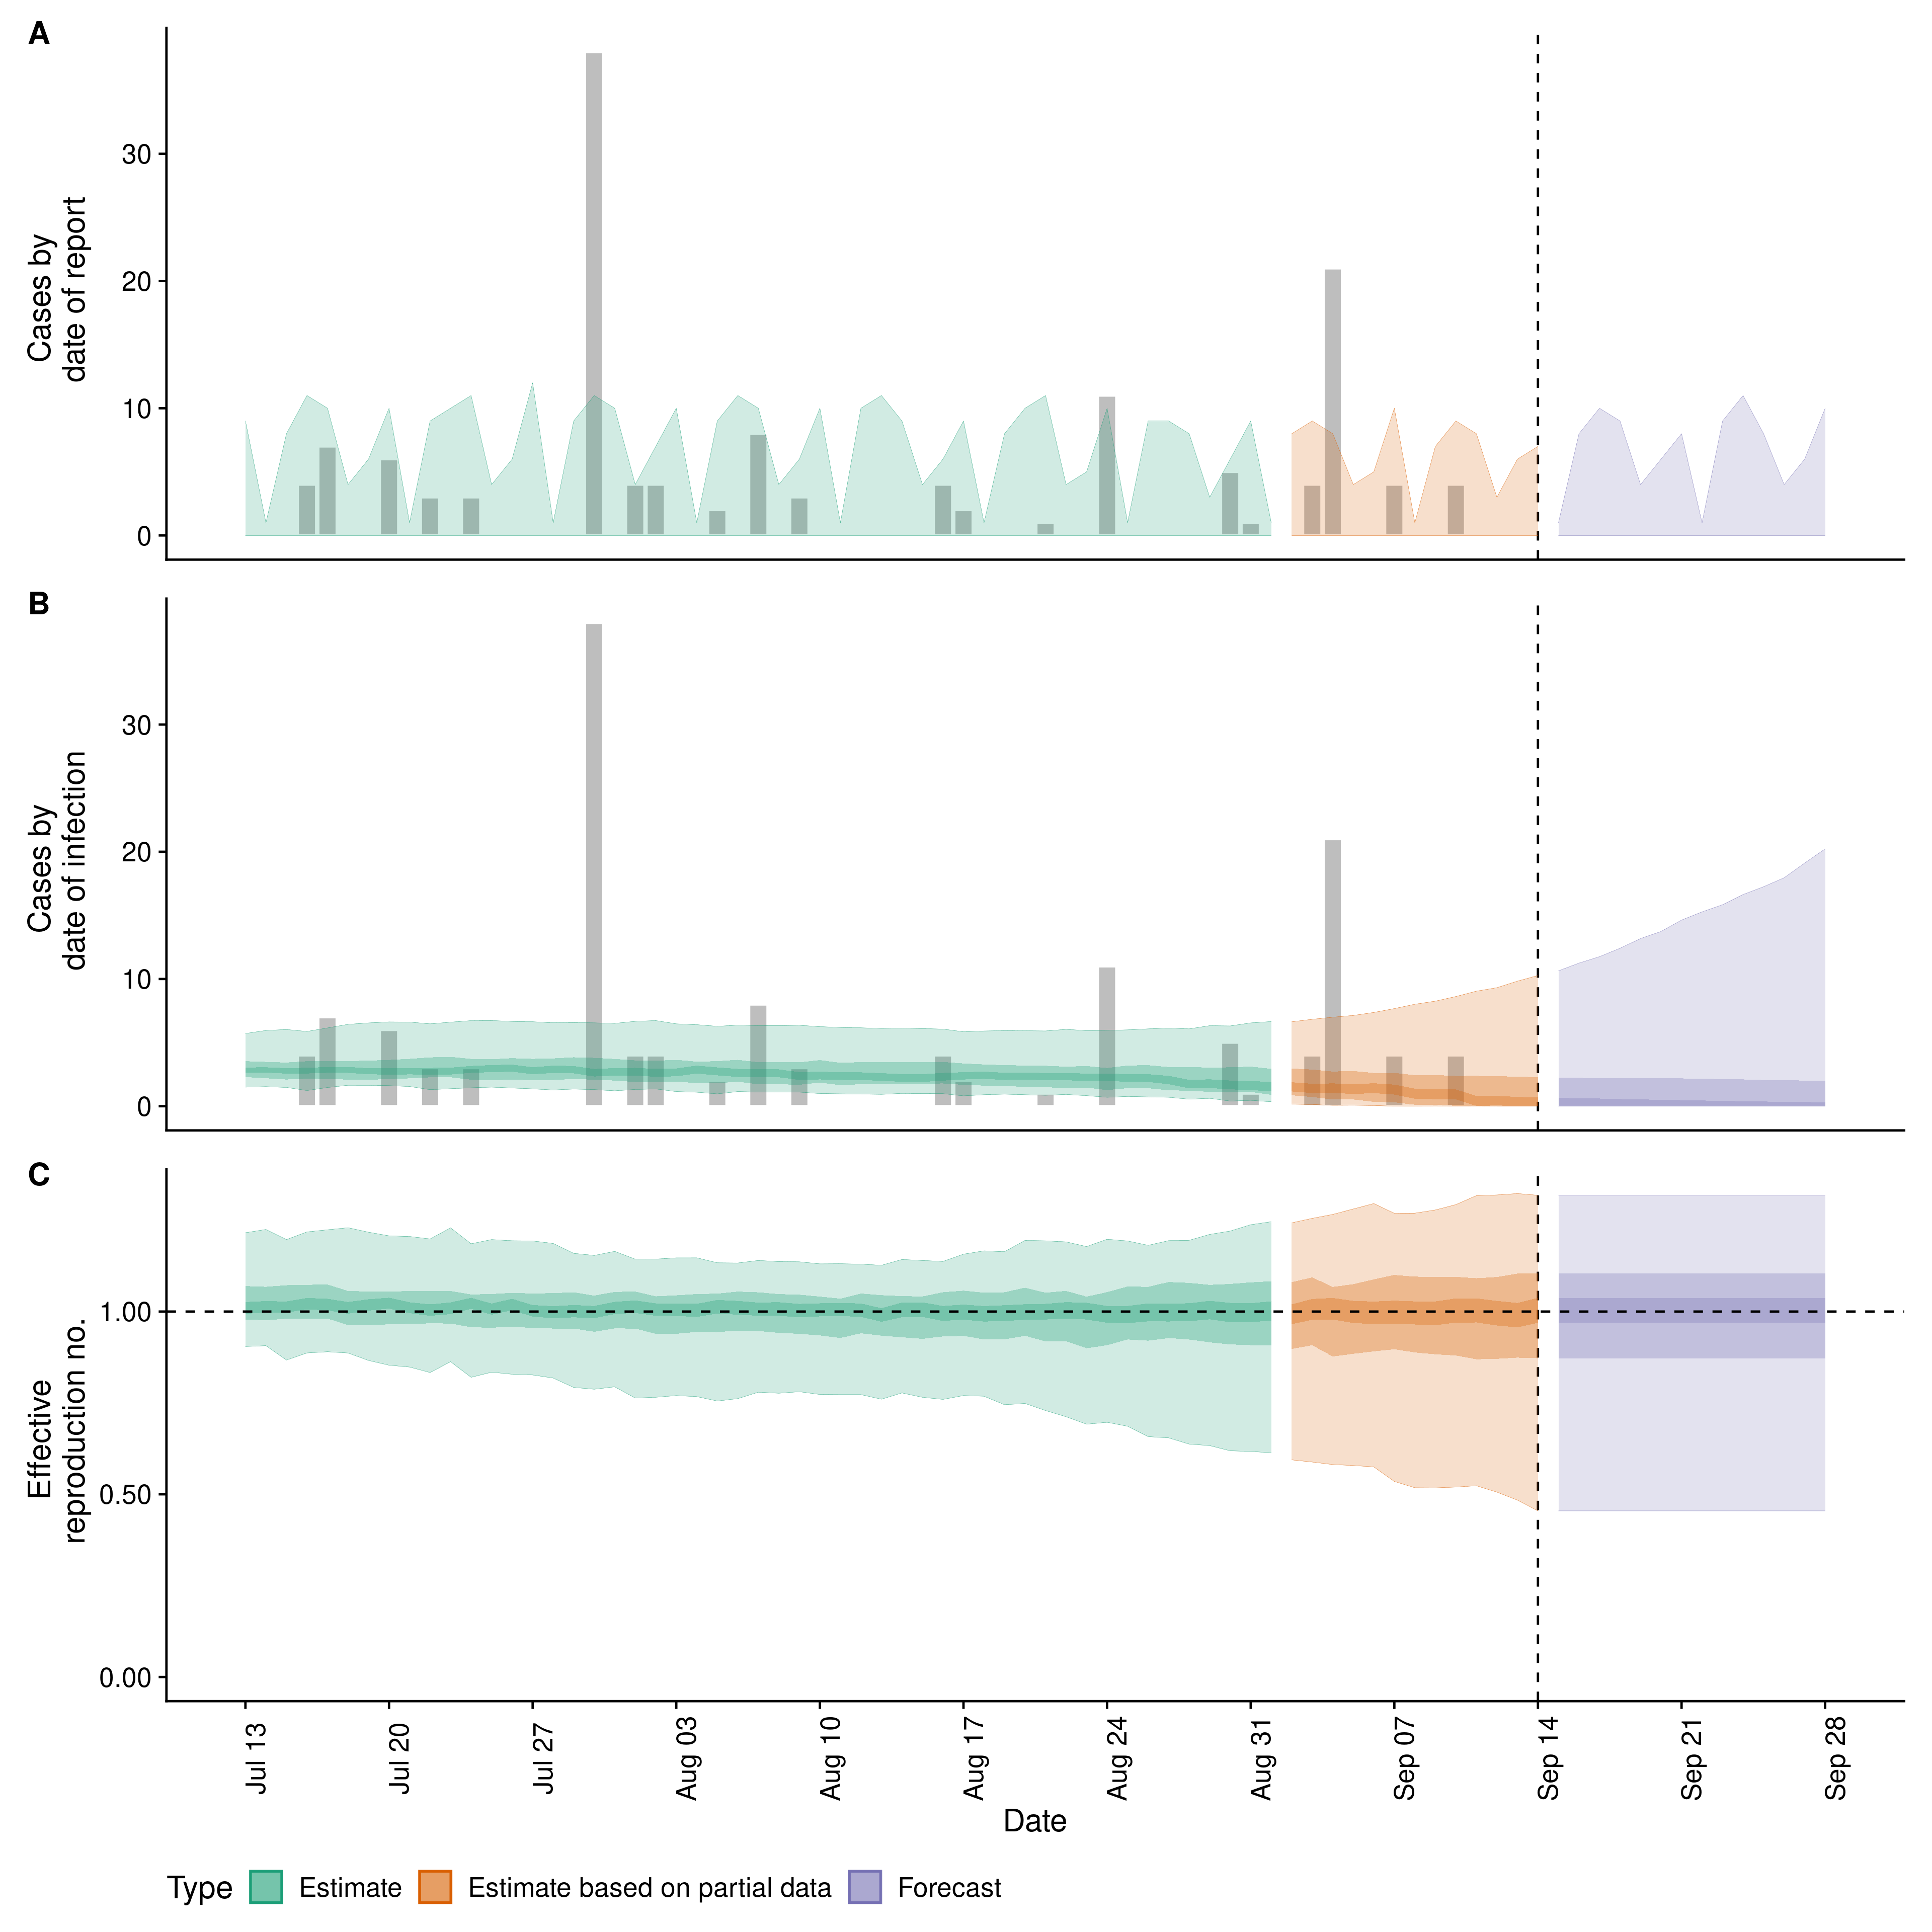 A
Cases by
date of report
30
20
10
0
B
Cases by
date of infection
30
20
10
0
C
Effective
reproduction no.
1.00
0.50
0.00
Jul 13
Jul 20
Jul 27
Aug 03
Aug 10
Aug 17
Aug 24
Aug 31
Sep 07
Sep 14
Sep 21
Sep 28
Date
Type
Estimate
Estimate based on partial data
Forecast